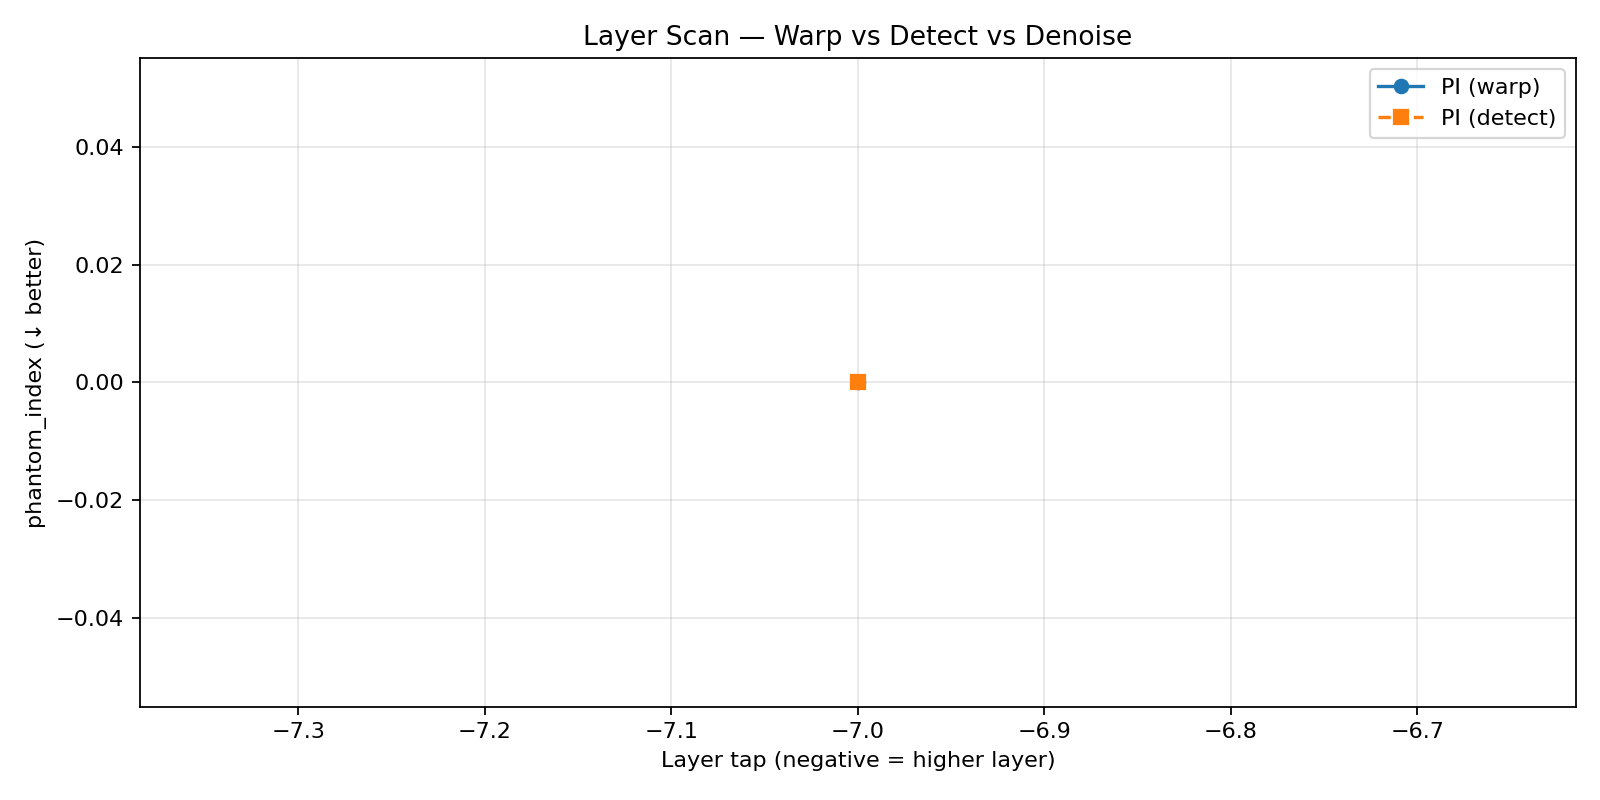 Layer Scan — Warp vs Detect vs Denoise
PI (warp)
PI (detect)
phantom_index (↓ better)
0.04
0.02
0.00
−0.02
−0.04
−7.3
−7.2
−7.1
−7.0
−6.9
−6.8
−6.7
Layer tap (negative = higher layer)